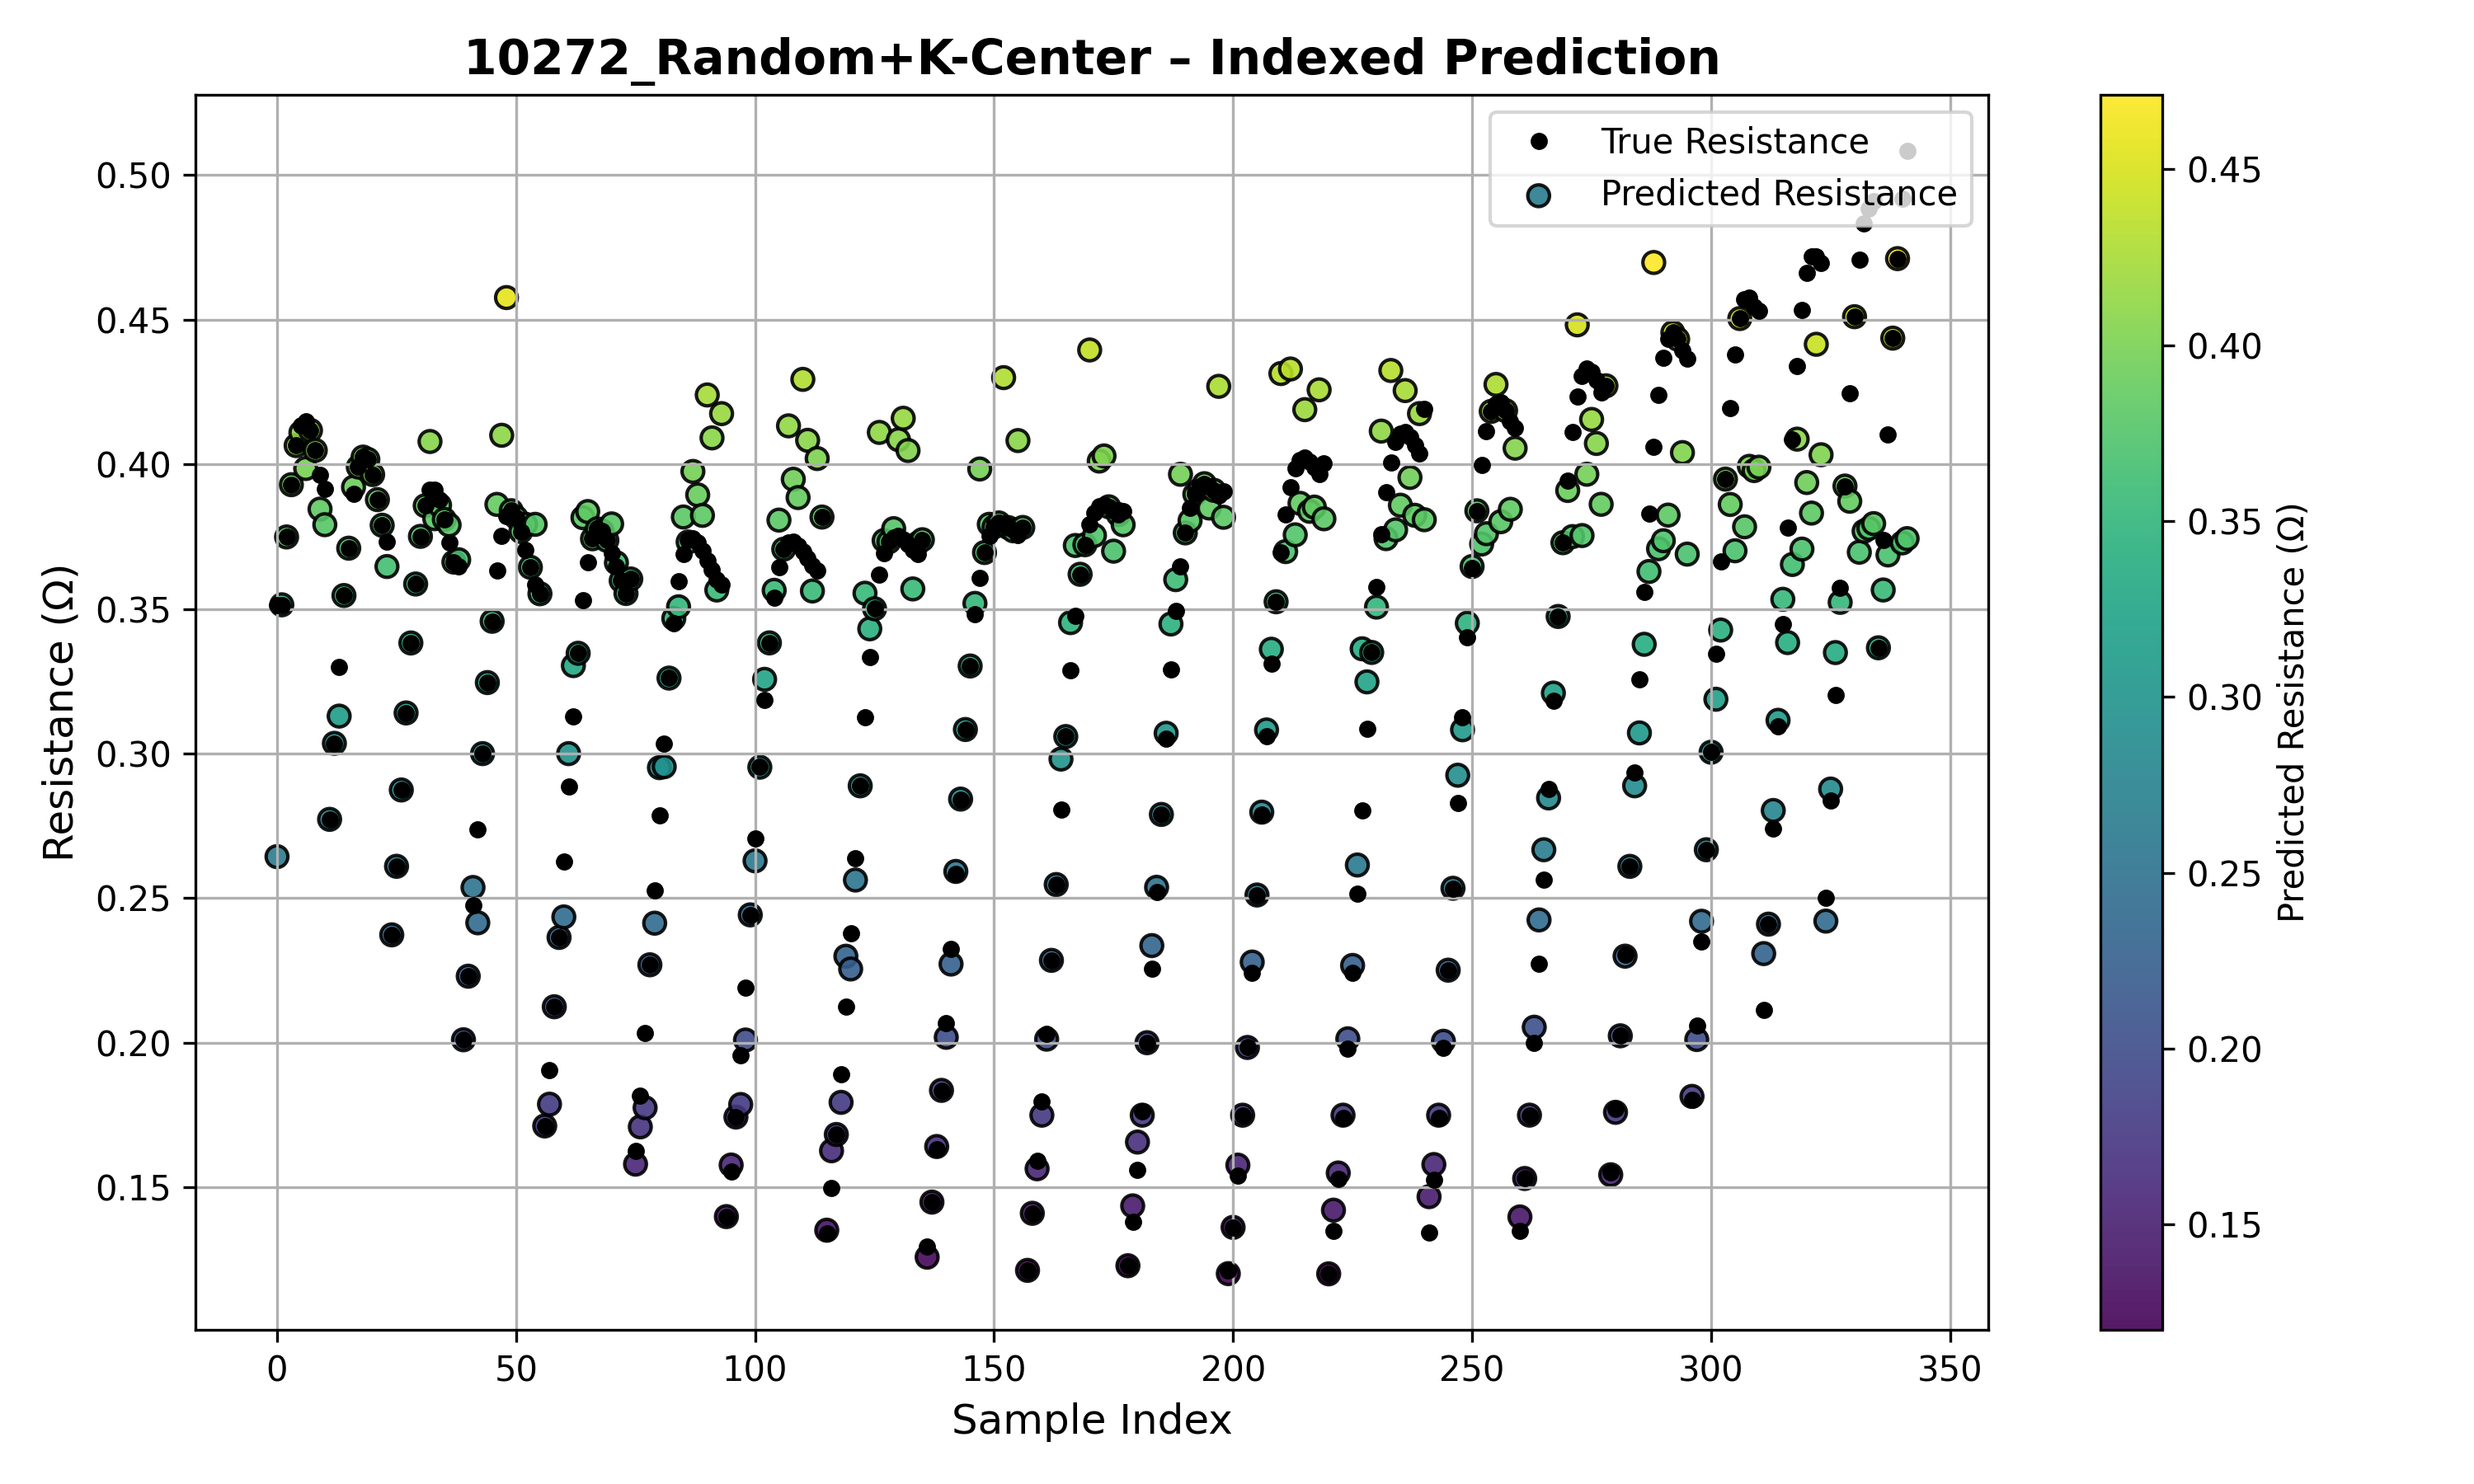 10272_Random+K-Center – Indexed Prediction
True Resistance
Predicted Resistance
Resistance (Ω)
0.50
0.45
0.40
0.35
0.30
0.25
0.20
0.15
0 50 100 150 200 250 300 350
Sample Index
0.45
0.40
0.35
0.30
0.25
0.20
0.15
Predicted Resistance (Ω)